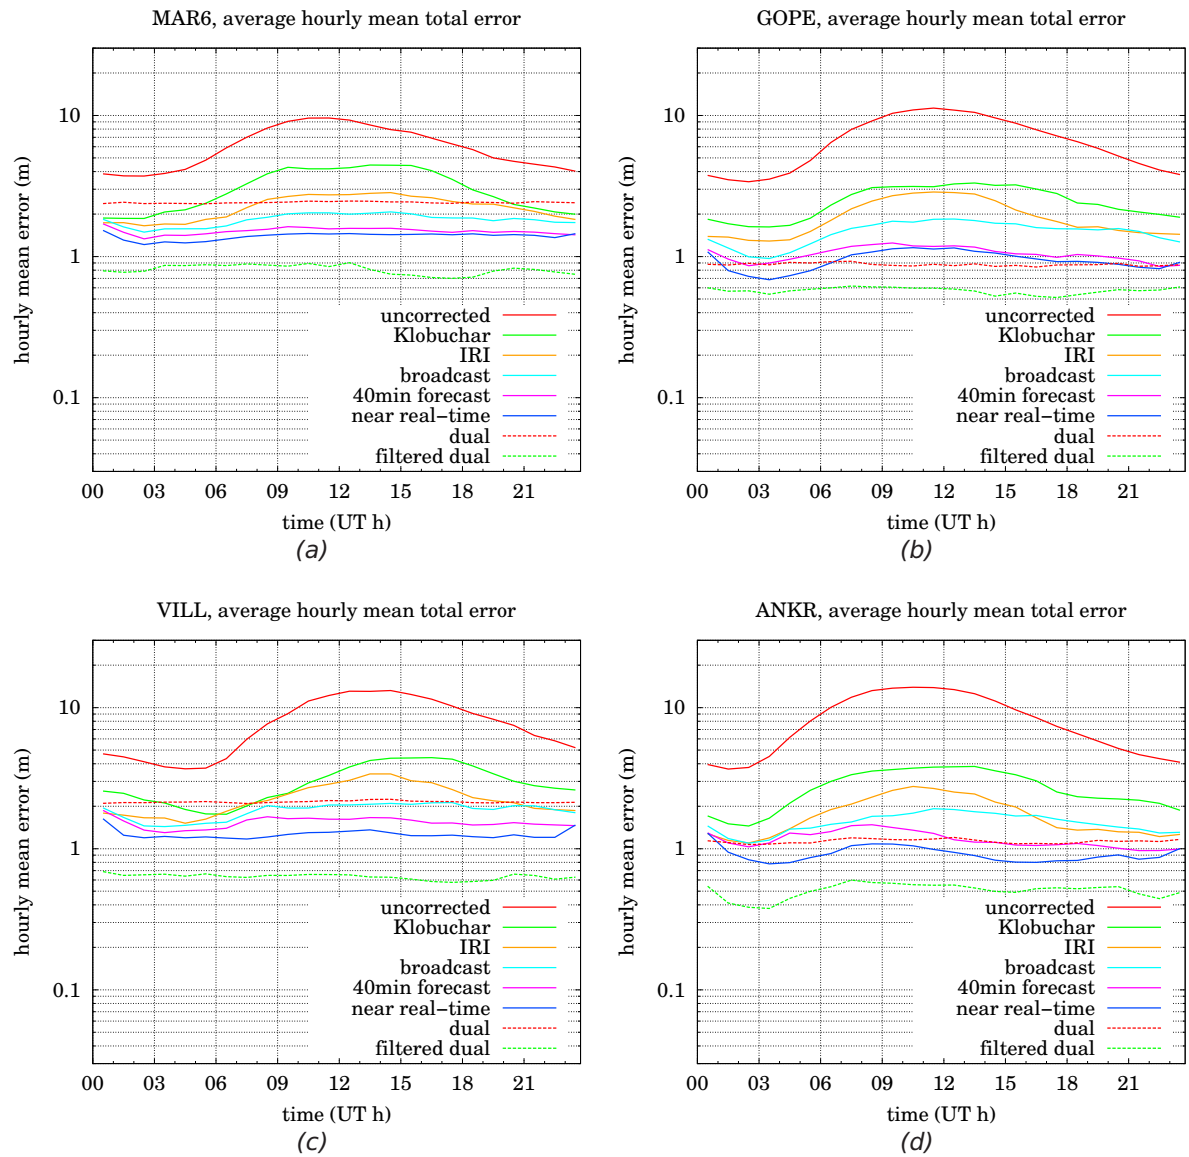 MAR6, average hourly mean total error
hourly mean error (m)
10
1
0.1
uncorrected
Klobuchar
IRI
broadcast
40min forecast
near real−time
dual
filtered dual
00 03 06 09 12 15 18 21
time (UT h)
(a)
GOPE, average hourly mean total error
hourly mean error (m)
10
1
0.1
uncorrected
Klobuchar
IRI
broadcast
40min forecast
near real−time
dual
filtered dual
00 03 06 09 12 15 18 21
time (UT h)
(b)
VILL, average hourly mean total error
hourly mean error (m)
10
1
0.1
uncorrected
Klobuchar
IRI
broadcast
40min forecast
near real−time
dual
filtered dual
00 03 06 09 12 15 18 21
time (UT h)
(c)
ANKR, average hourly mean total error
hourly mean error (m)
10
1
0.1
uncorrected
Klobuchar
IRI
broadcast
40min forecast
near real−time
dual
filtered dual
00 03 06 09 12 15 18 21
time (UT h)
(d)